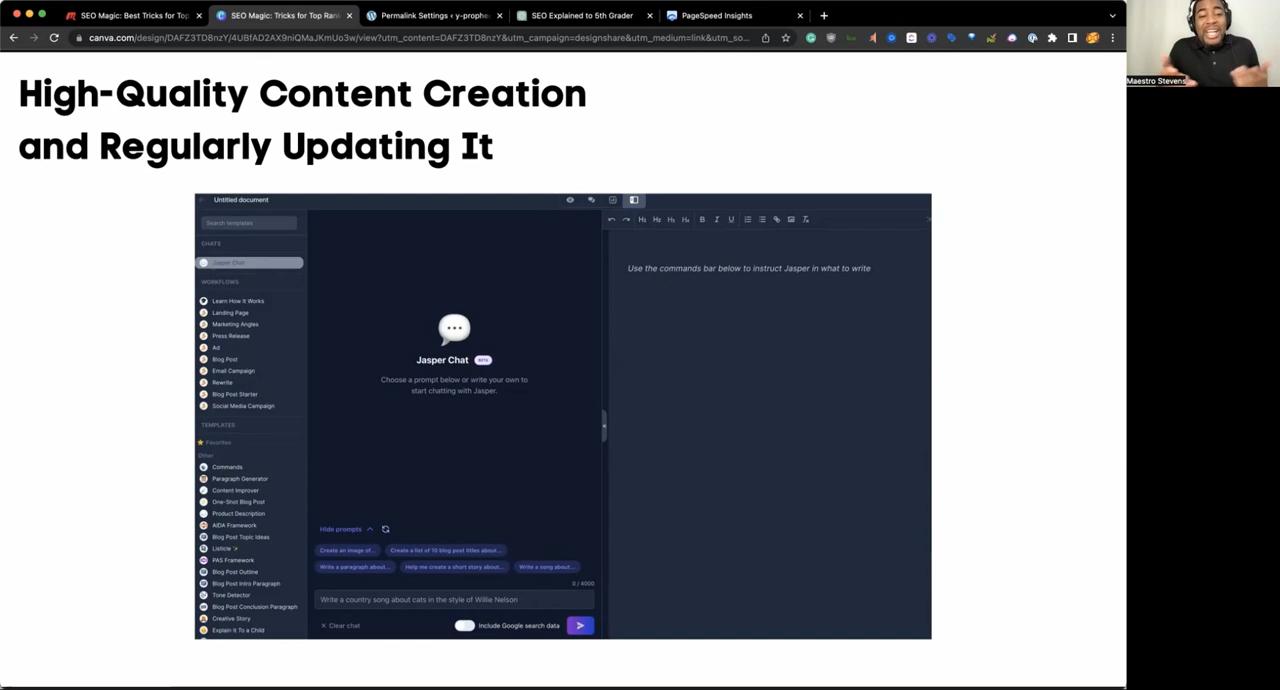 SEO Magic: Best Tricks for Top
SEO Magic: Tricks for Top Ran
Permalink Settings ‹ y-prophe
SEO Explained to 5th Grader
PageSpeed Insights
canva.com/design/DAFZ3TD8nzY/4UBfAD2AX9niQMaJKmUo3w/view?utm_content=DAFZ3TD8nzY&utm_campaign=designshare&utm_medium=link&utm_so...
Maestro Stevens
High-Quality Content Creation
and Regularly Updating It
Untitled document
Search templates
CHATS
Jasper Chat
WORKFLOWS
Learn How It Works
Landing Page
Marketing Angles
Press Release
Ad
Blog Post
Email Campaign
Rewrite
Blog Post Starter
Social Media Campaign
TEMPLATES
Favorites
Other
Commands
Paragraph Generator
Content Improver
One-Shot Blog Post
Product Description
AIDA Framework
Blog Post Topic Ideas
Listicle
PAS Framework
Blog Post Outline
Blog Post Intro Paragraph
Tone Detector
Blog Post Conclusion Paragraph
Creative Story
Explain It To a Child
Jasper Chat BETA
Choose a prompt below or write your own to
start chatting with Jasper.
Hide prompts
Create an image of...
Create a list of 10 blog post titles about...
Write a paragraph about...
Help me create a short story about...
Write a song about...
0 / 4000
Write a country song about cats in the style of Willie Nelson
Clear chat
Include Google search data
H1 H2 H3 H4 B I U
Use the commands bar below to instruct Jasper in what to write